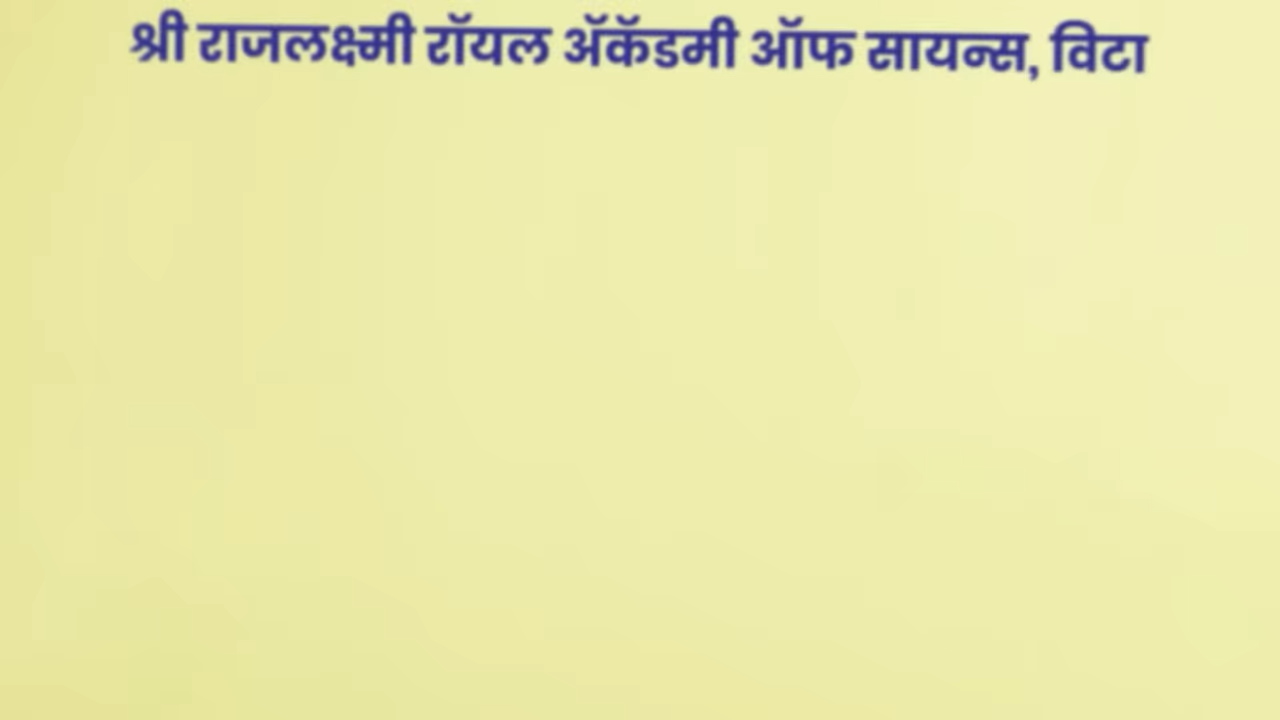 श्री राजलक्ष्मी रॉयल ॲकॅडमी ऑफ सायन्स, विटा